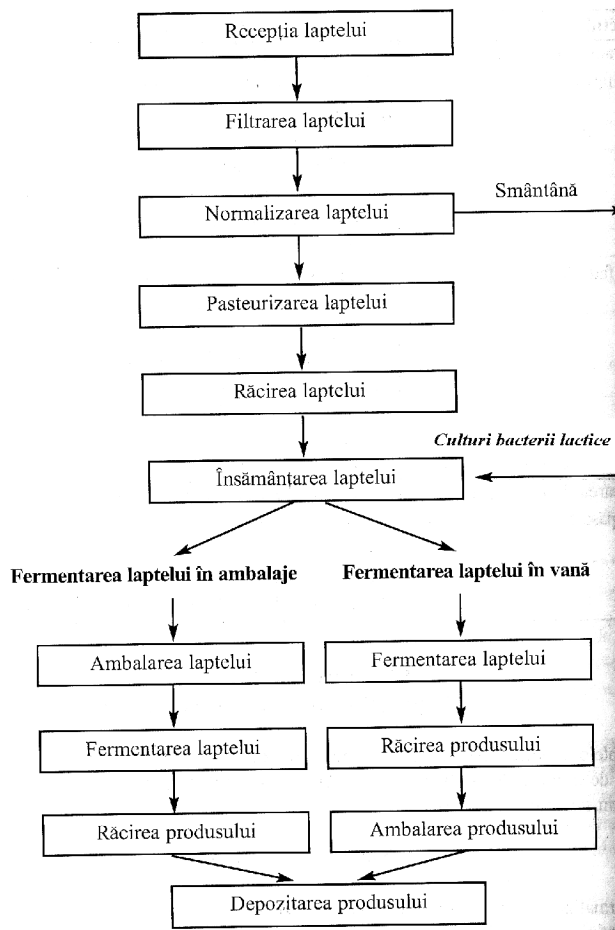 Recepția laptelui
Filtrarea laptelui
Normalizarea laptelui
Smântână
Pasteurizarea laptelui
Răcirea laptelui
Culturi bacterii lactice
Însămânțarea laptelui
Fermentarea laptelui în ambalaje
Fermentarea laptelui în vană
Ambalarea laptelui
Fermentarea laptelui
Fermentarea laptelui
Răcirea produsului
Răcirea produsului
Ambalarea produsului
Depozitarea produsului